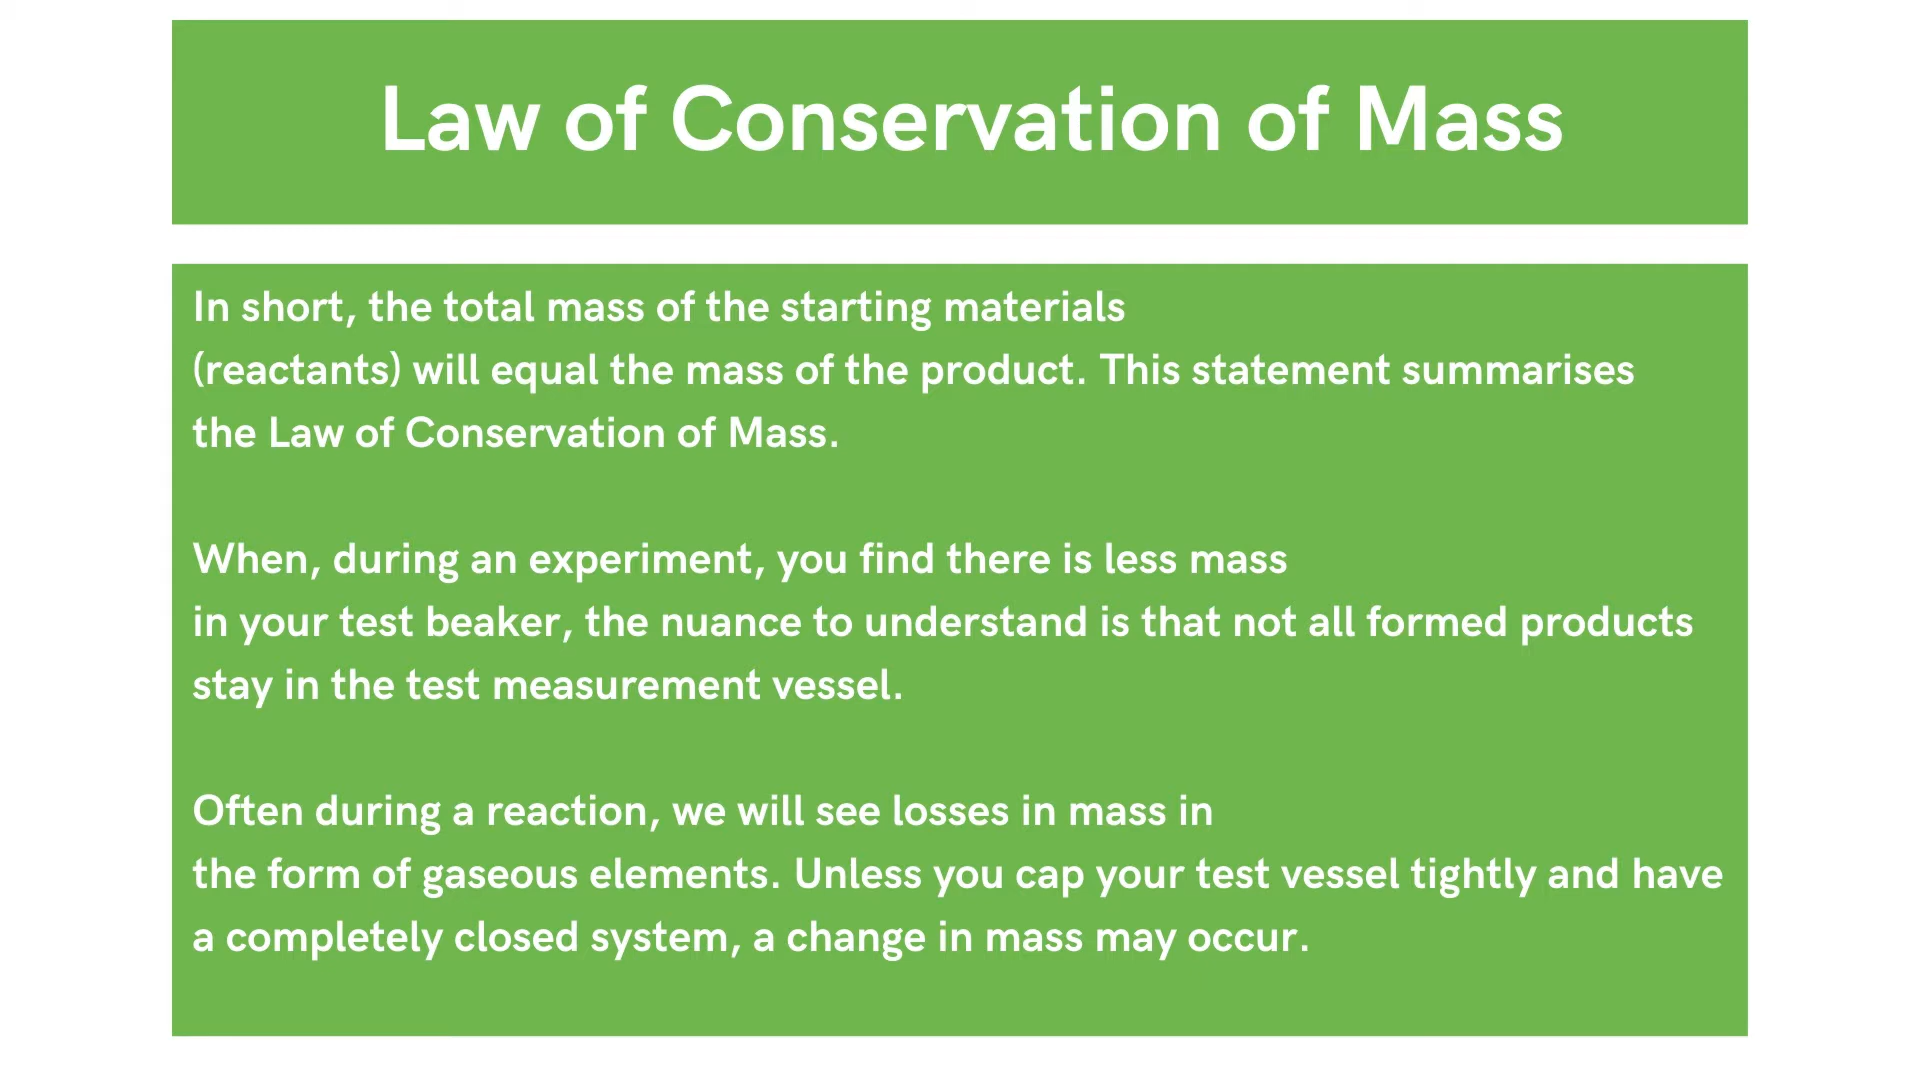 Law of Conservation of Mass
In short, the total mass of the starting materials
(reactants) will equal the mass of the product. This statement summarises
the Law of Conservation of Mass.
When, during an experiment, you find there is less mass
in your test beaker, the nuance to understand is that not all formed products
stay in the test measurement vessel.
Often during a reaction, we will see losses in mass in
the form of gaseous elements. Unless you cap your test vessel tightly and have
a completely closed system, a change in mass may occur.